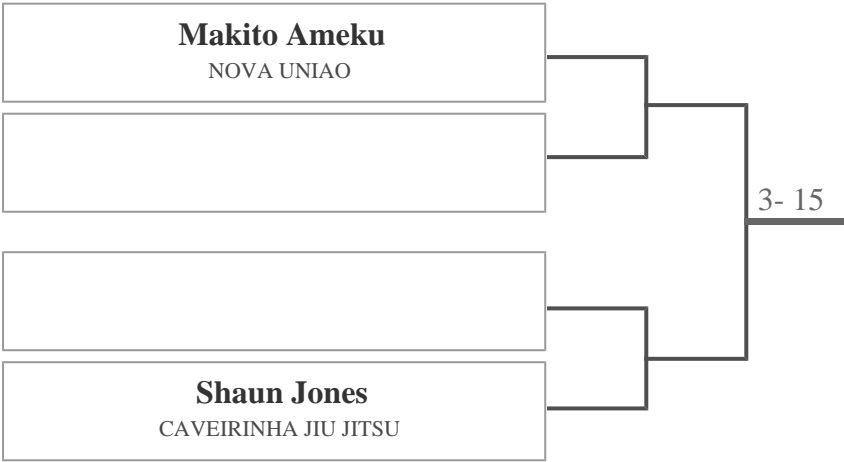 Makito Ameku
NOVA UNIAO
3- 15
Shaun Jones
CAVEIRINHA JIU JITSU